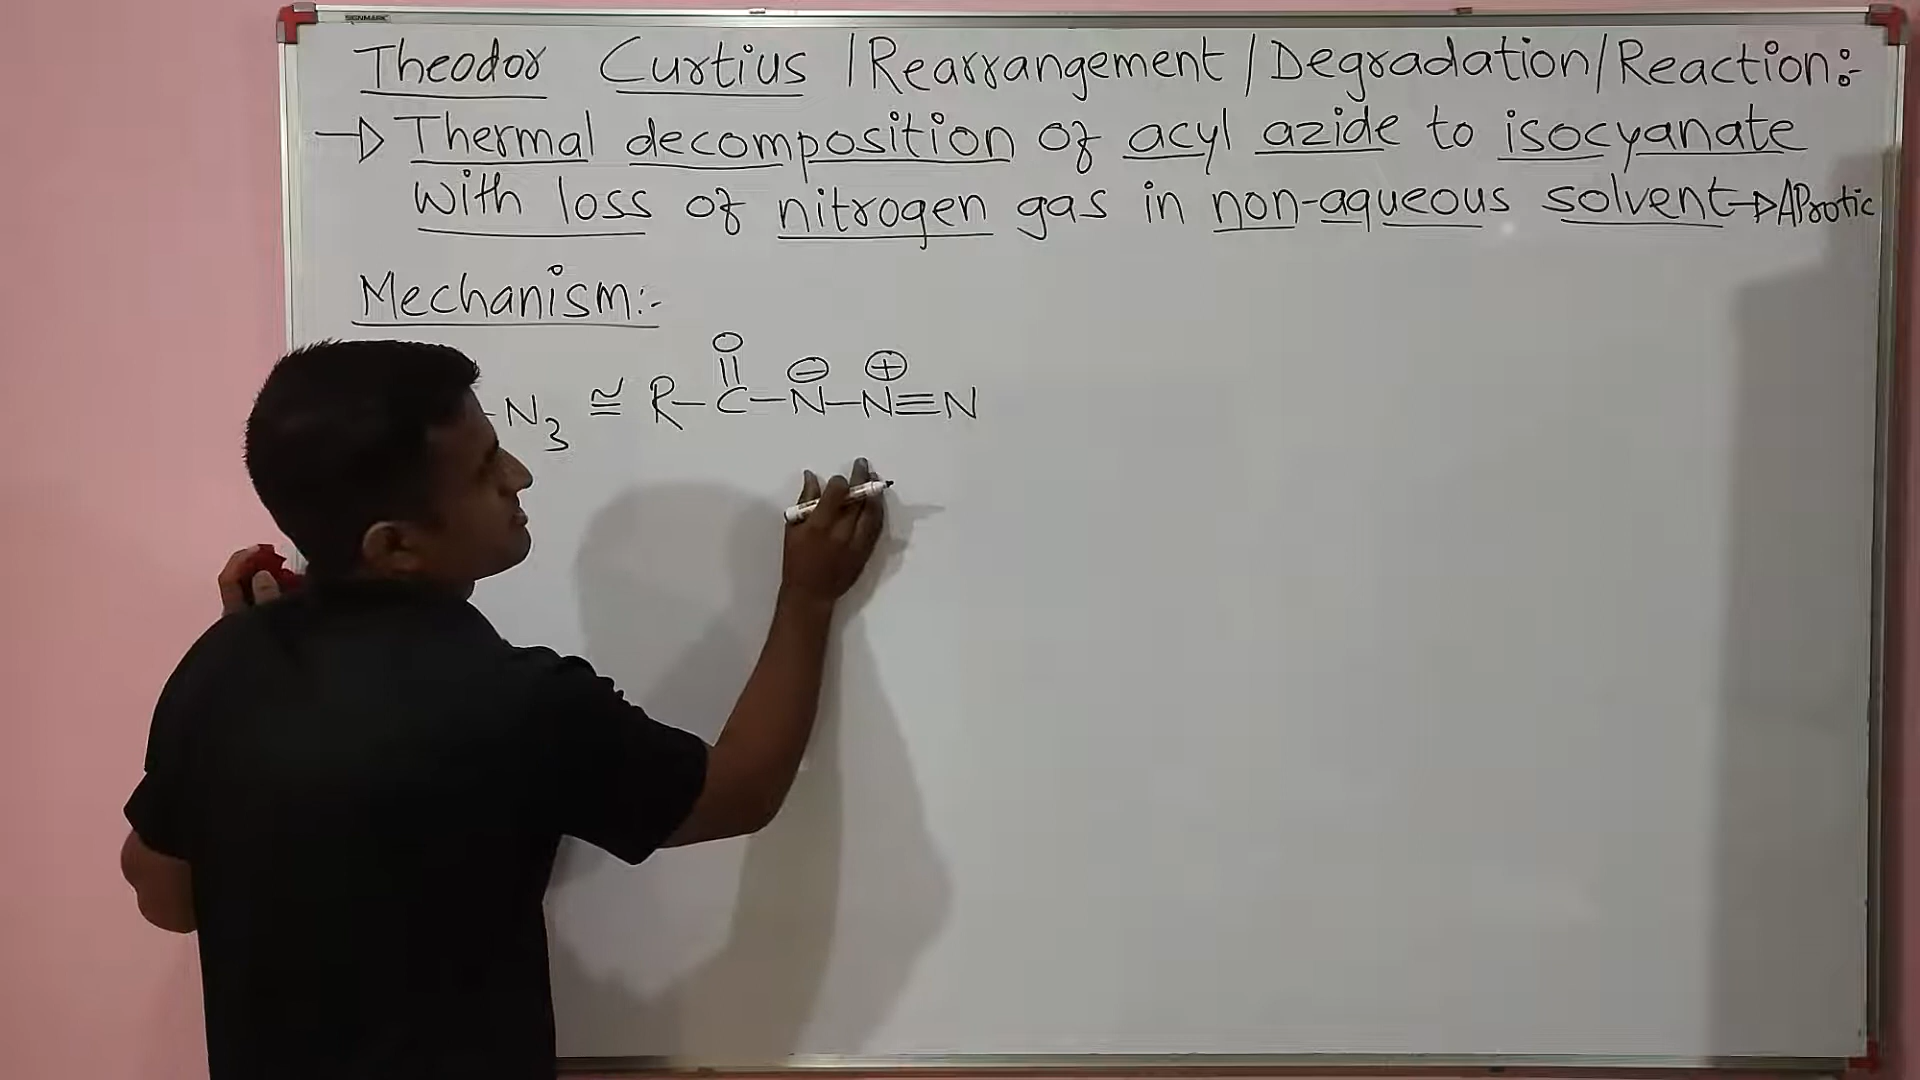 SIGNMARK
Theodor Curtius /Rearrangement/Degradation/Reaction:-
→ Thermal decomposition of acyl azide to isocyanate
with loss of nitrogen gas in non-aqueous solvent→AProtic
Mechanism:-
O
-N3 ≅ R-C-N-N≡N
⊖ ⊕